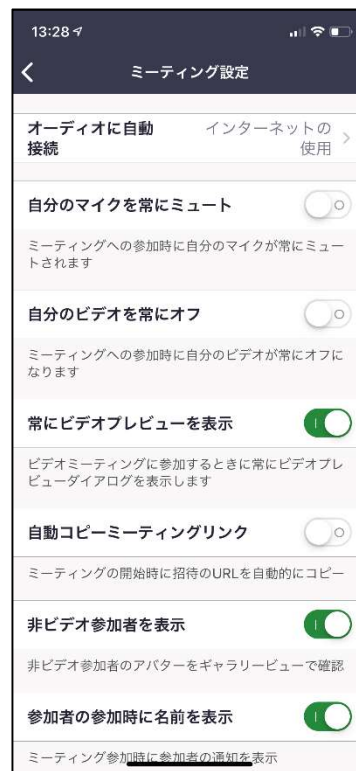 13:28
ミーティング設定
オーディオに自動
接続
インターネットの
使用
自分のマイクを常にミュート
ミーティングへの参加時に自分のマイクが常にミュー
トされます
自分のビデオを常にオフ
ミーティングへの参加時に自分のビデオが常にオフに
なります
常にビデオプレビューを表示
ビデオミーティングに参加するときに常にビデオプレ
ビューダイアログを表示します
自動コピーミーティングリンク
ミーティングの開始時に招待のURLを自動的にコピー
非ビデオ参加者を表示
非ビデオ参加者のアバターをギャラリービューで確認
参加者の参加時に名前を表示
ミーティング参加時に参加者の通知を表示